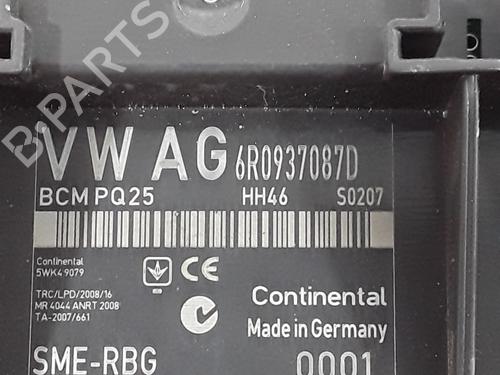 VW AG 6R0937087D
BCM PQ25 HH46 S0207
Continental
5WK49079
TRC/LPD/2008/16
MR 4044 ANRT 2008
TA-2007/661
CE
Continental
Made in Germany
SME-RBG 0001